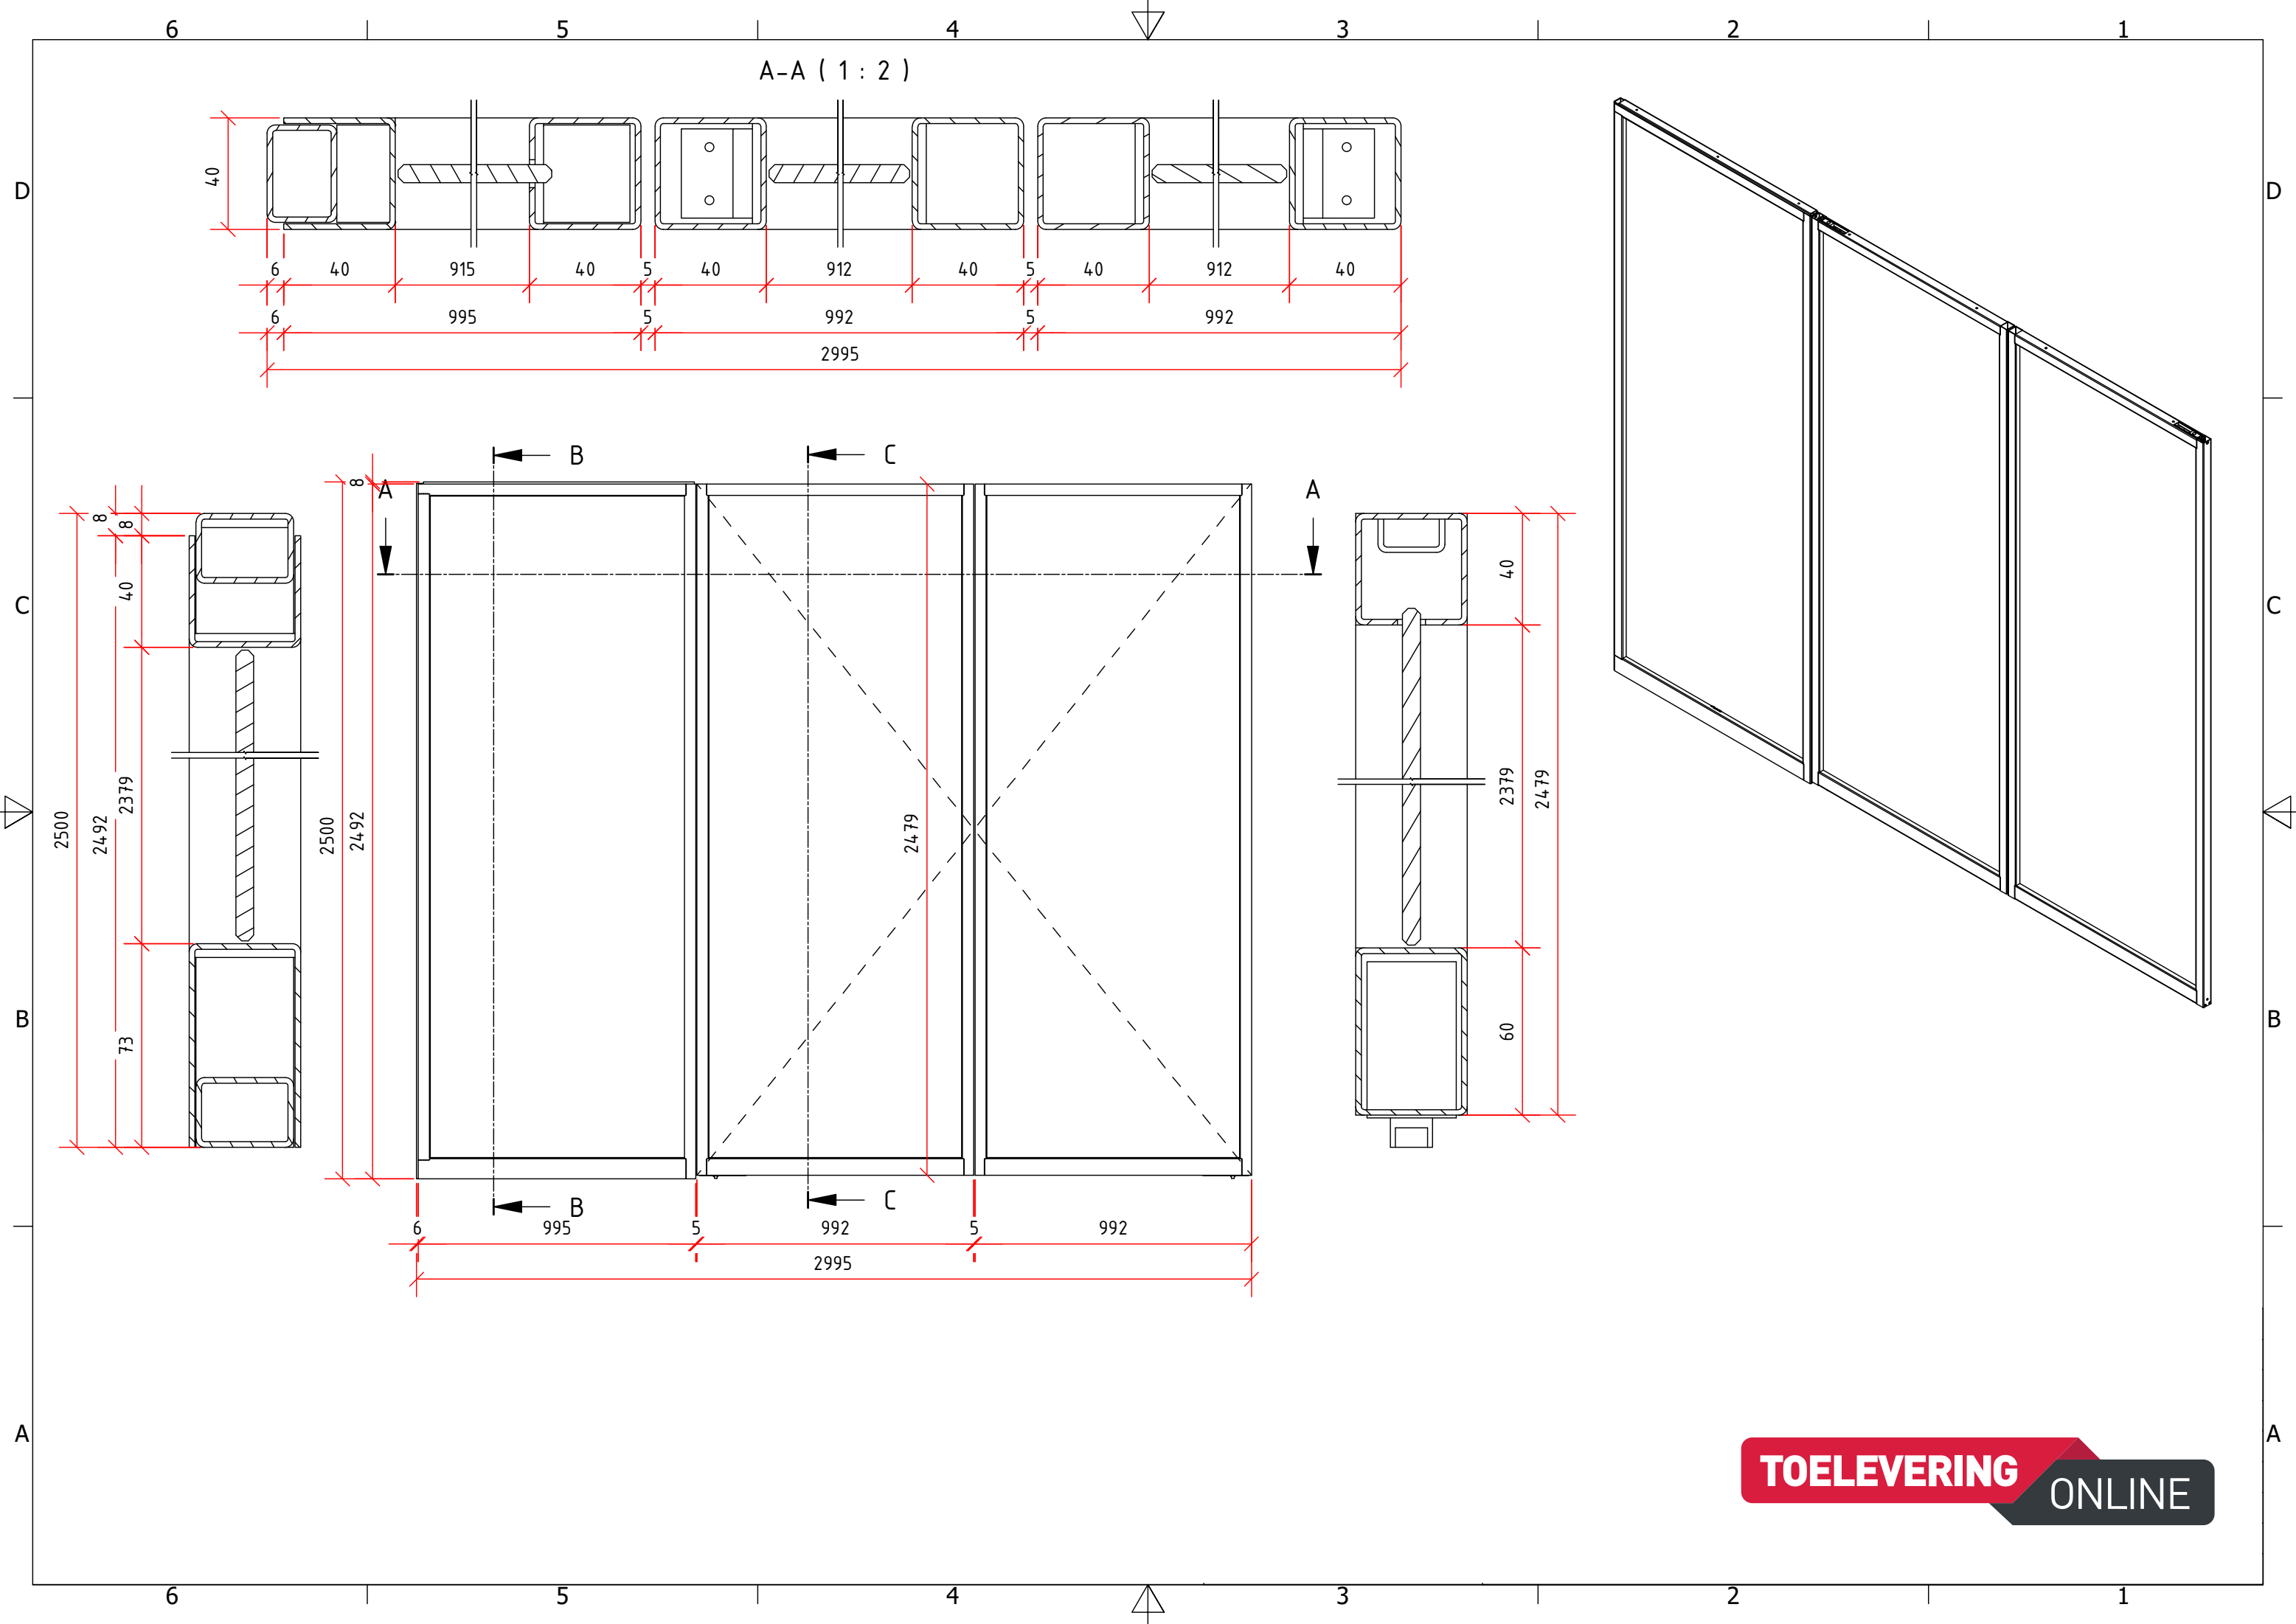 6 5 4 3 2 1
A-A ( 1 : 2 )
D D
40
6 40 915 40 5 40 912 40 5 40 912 40
6 995 5 992 5 992
2995
B C
A A
8
8 8
40 40
C C
2500 2492 2379 2500 2492 2479 2379 2479
B B
73 60
B C
6 995 5 992 5 992
2995
A A
TOELEVERING
ONLINE
6 5 4 3 2 1